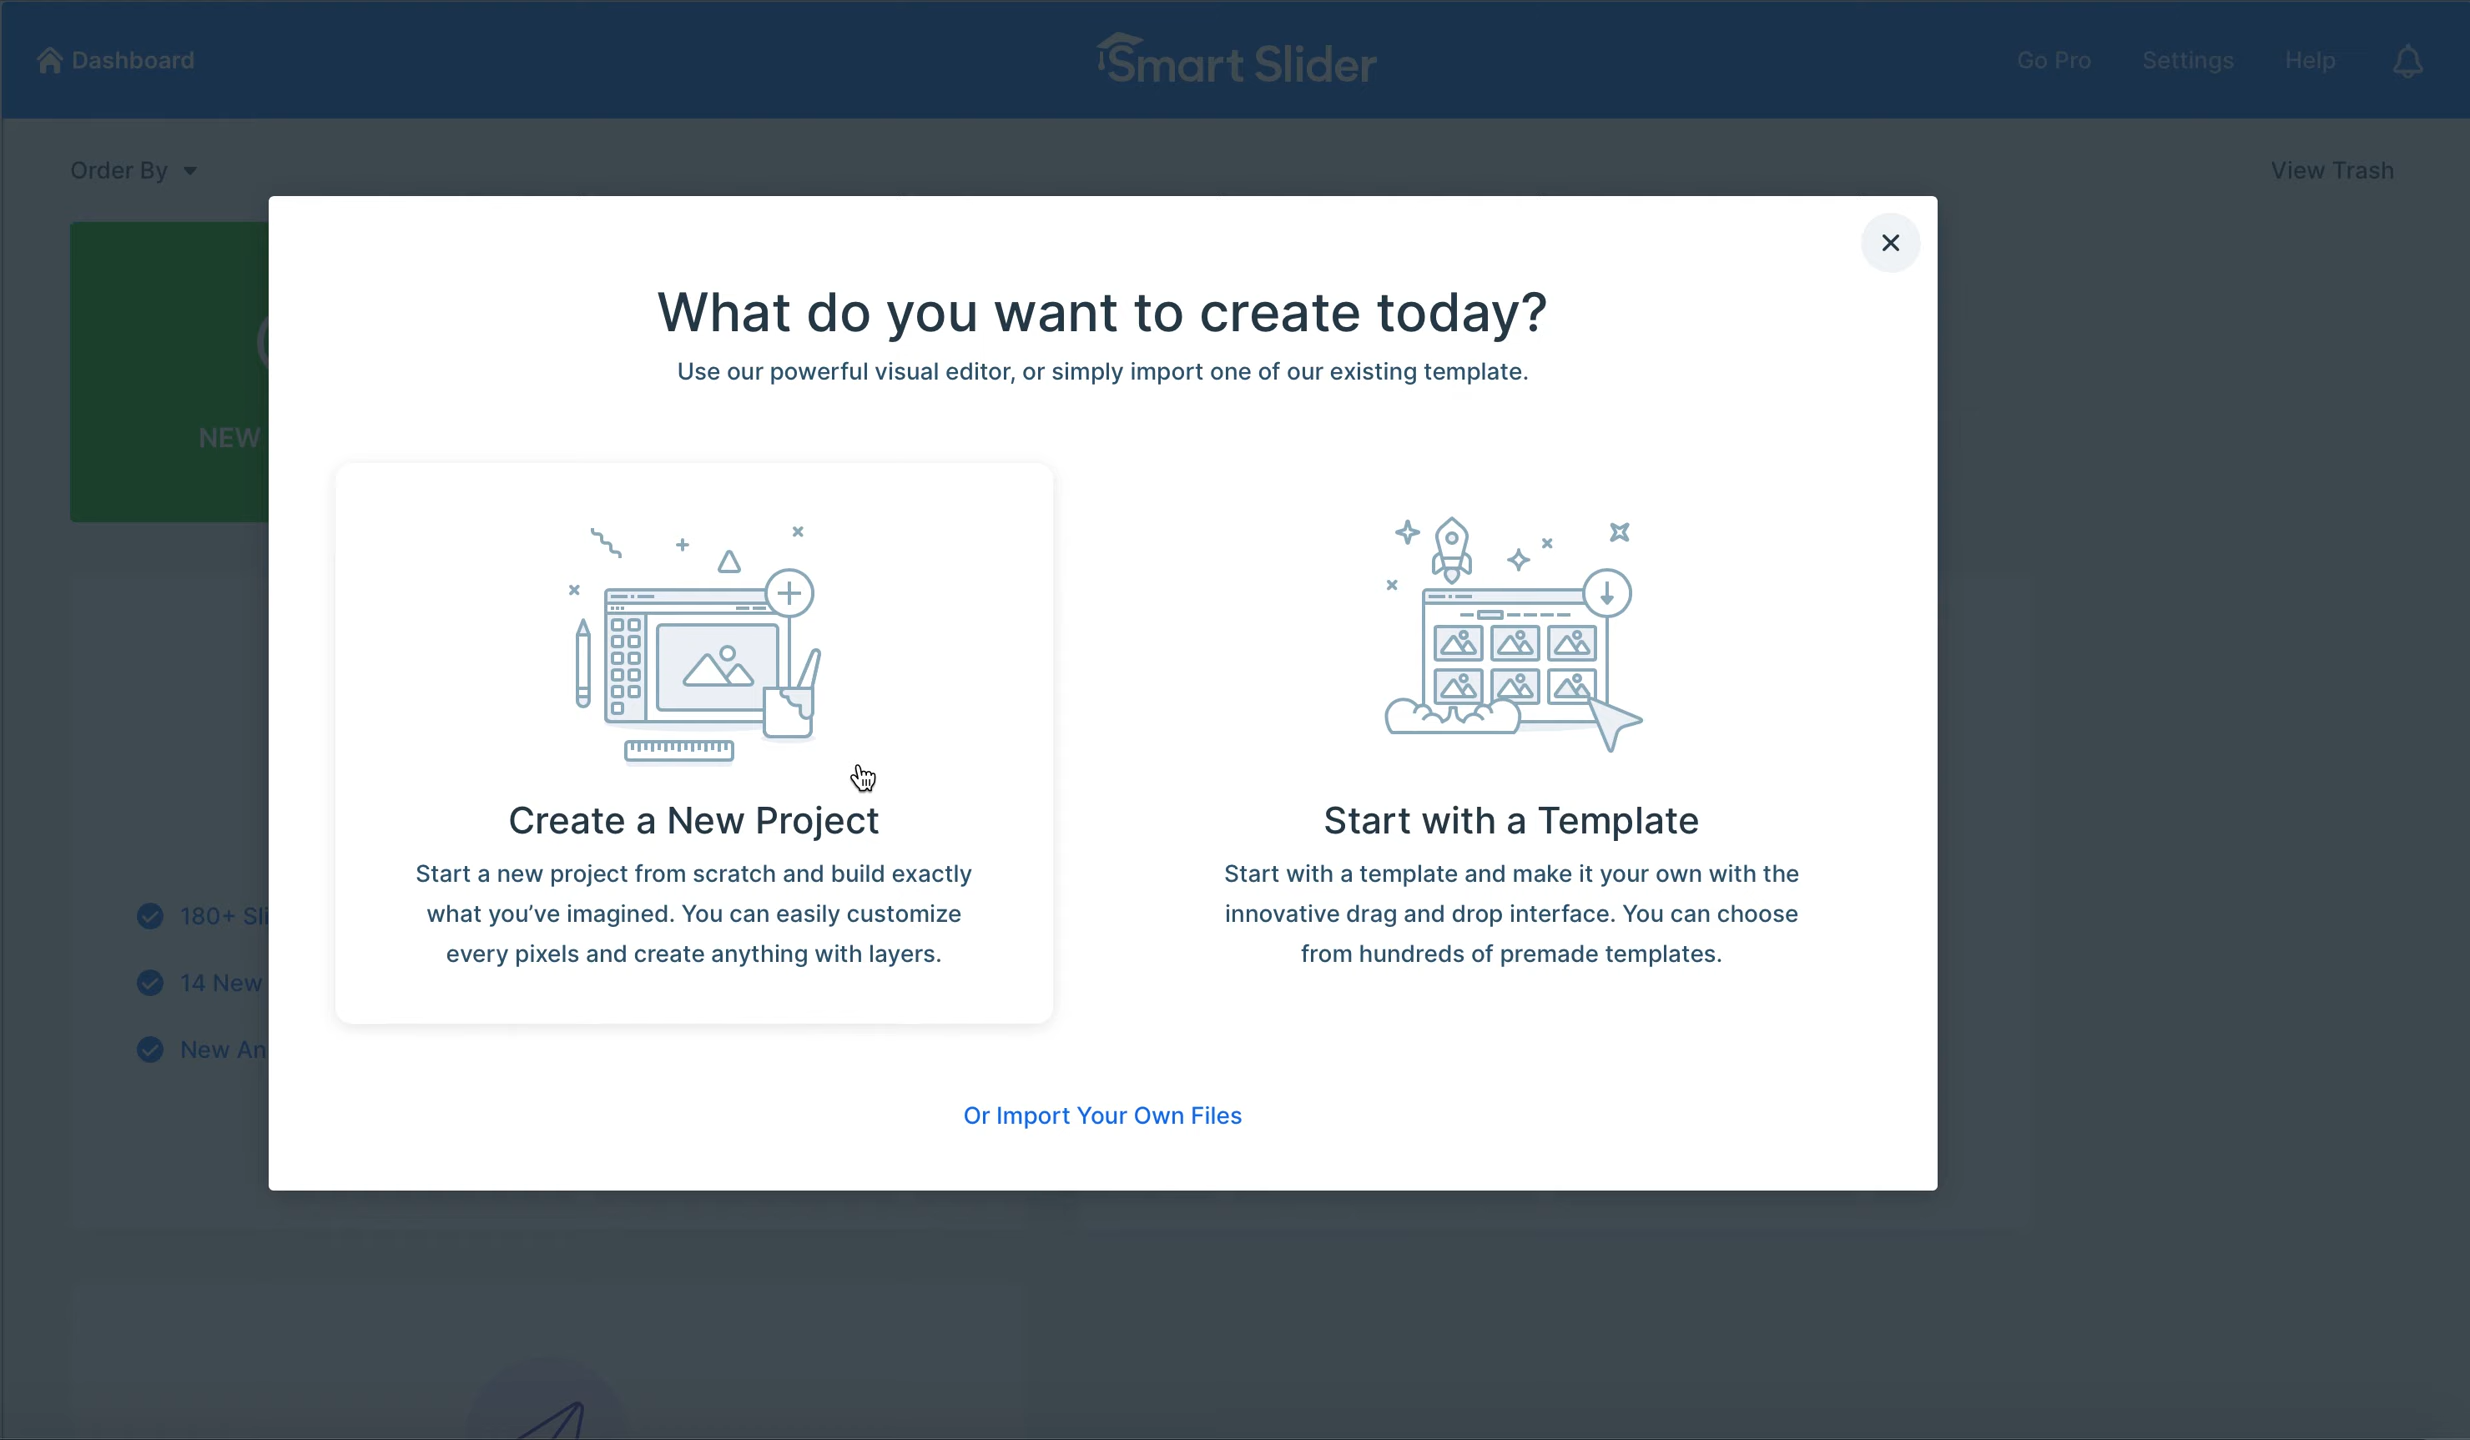 Dashboard
Smart Slider
Go Pro
Settings
Help
Order By
View Trash
NEW
What do you want to create today?
Use our powerful visual editor, or simply import one of our existing template.
Create a New Project
Start a new project from scratch and build exactly
what you've imagined. You can easily customize
every pixels and create anything with layers.
Start with a Template
Start with a template and make it your own with the
innovative drag and drop interface. You can choose
from hundreds of premade templates.
180+ Sli
14 New
New An
Or Import Your Own Files